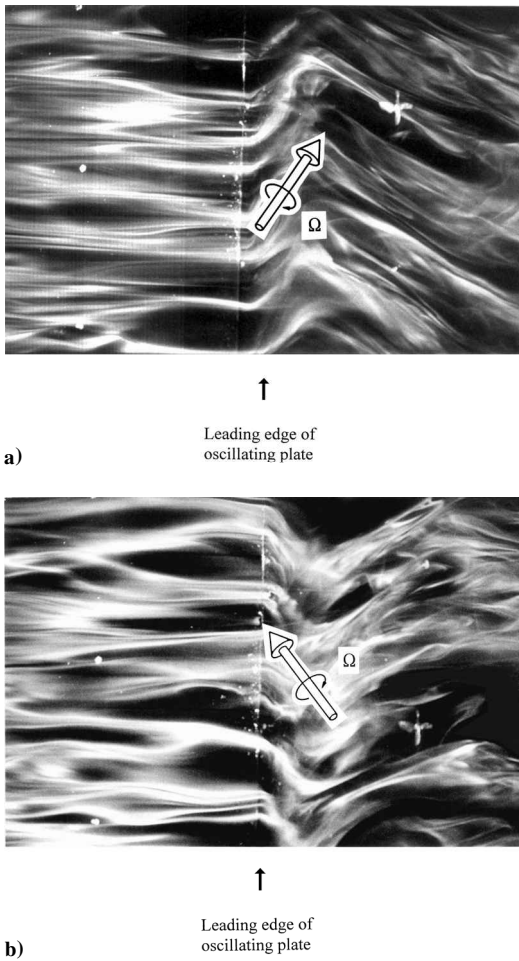 Ω
↑
Leading edge of
oscillating plate
a)
Ω
↑
Leading edge of
oscillating plate
b)